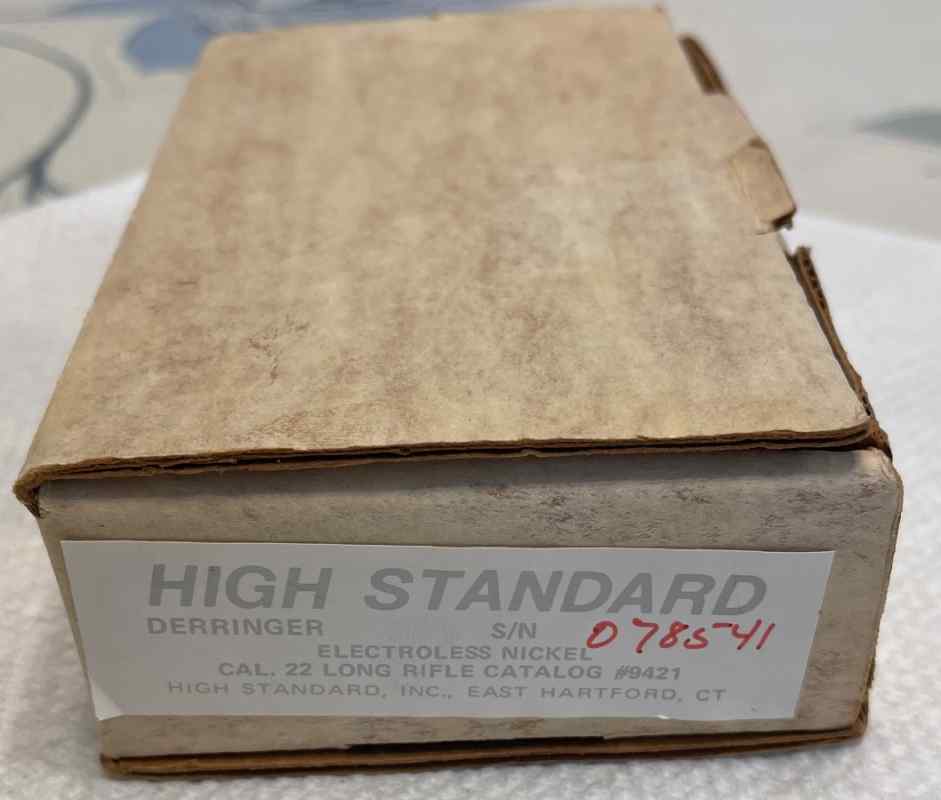 HIGH STANDARD
DERRINGER S/N 078541
ELECTROLESS NICKEL
CAL. 22 LONG RIFLE CATALOG #9421
HIGH STANDARD, INC., EAST HARTFORD, CT